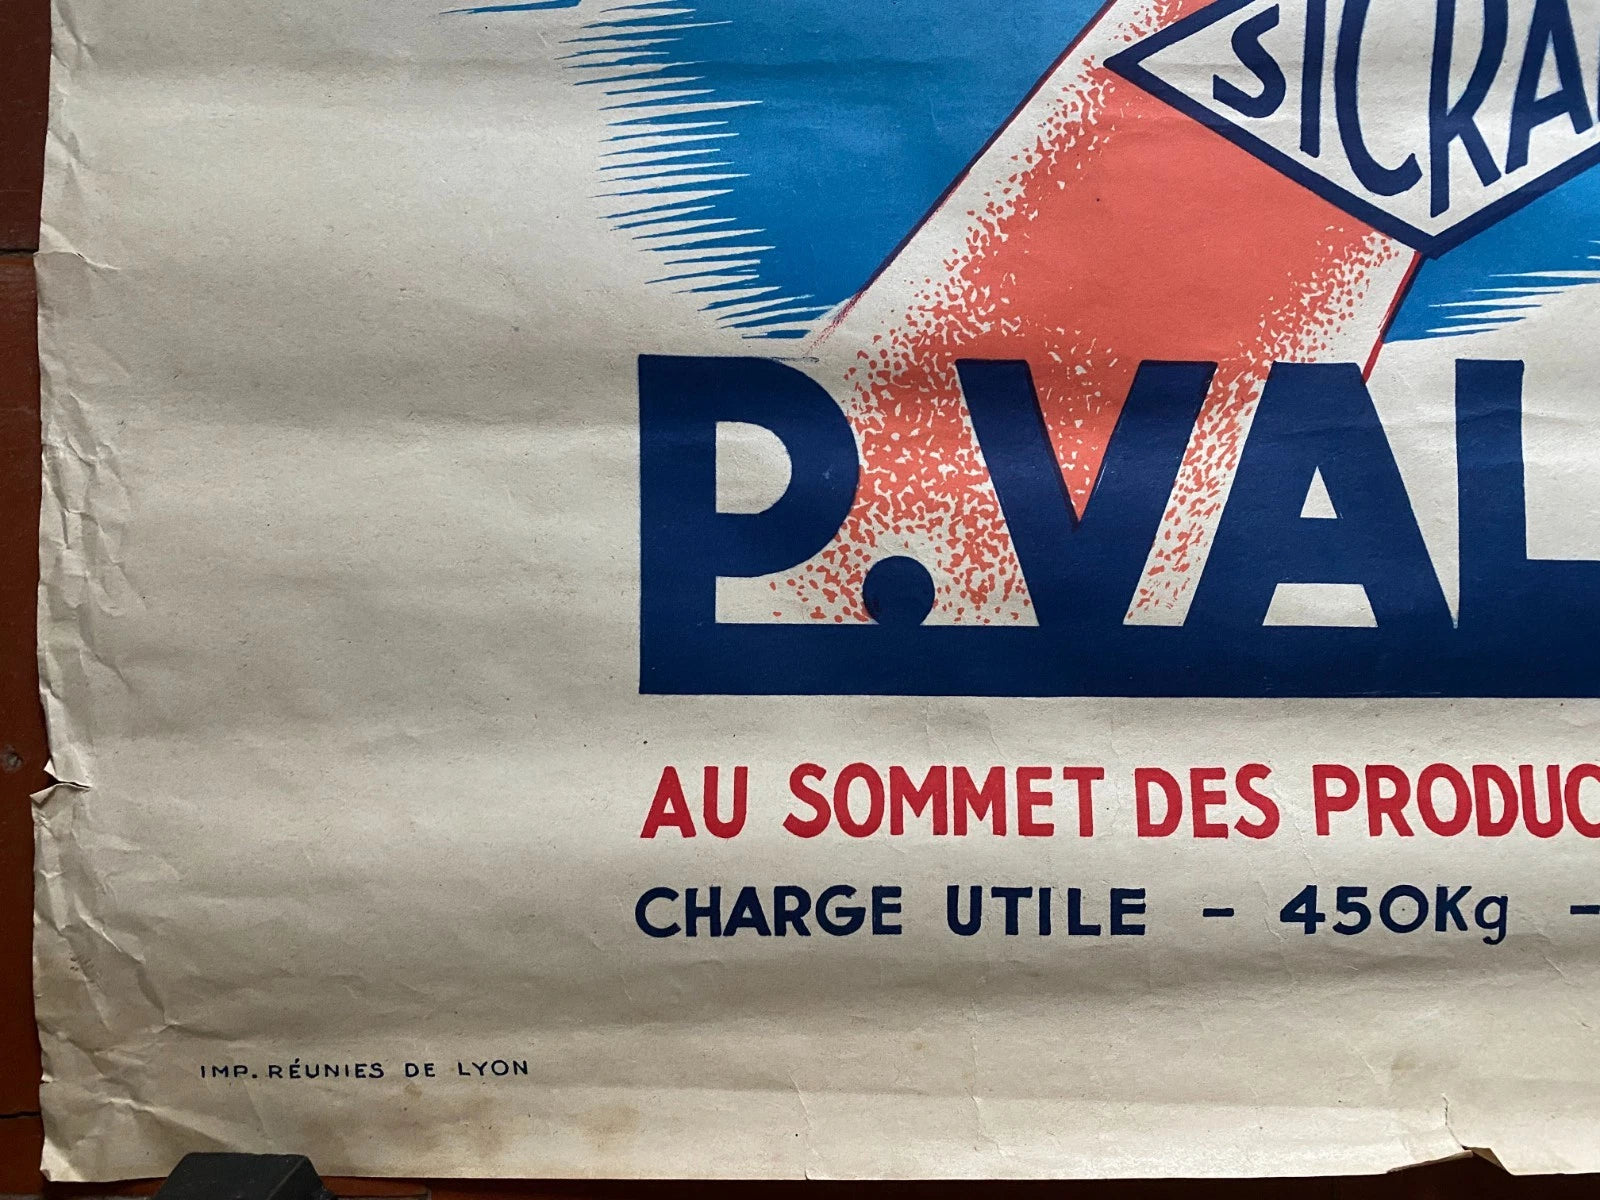 SICRA
P.VAL
AU SOMMET DES PRODUC
CHARGE UTILE - 450Kg -
IMP. RÉUNIES DE LYON